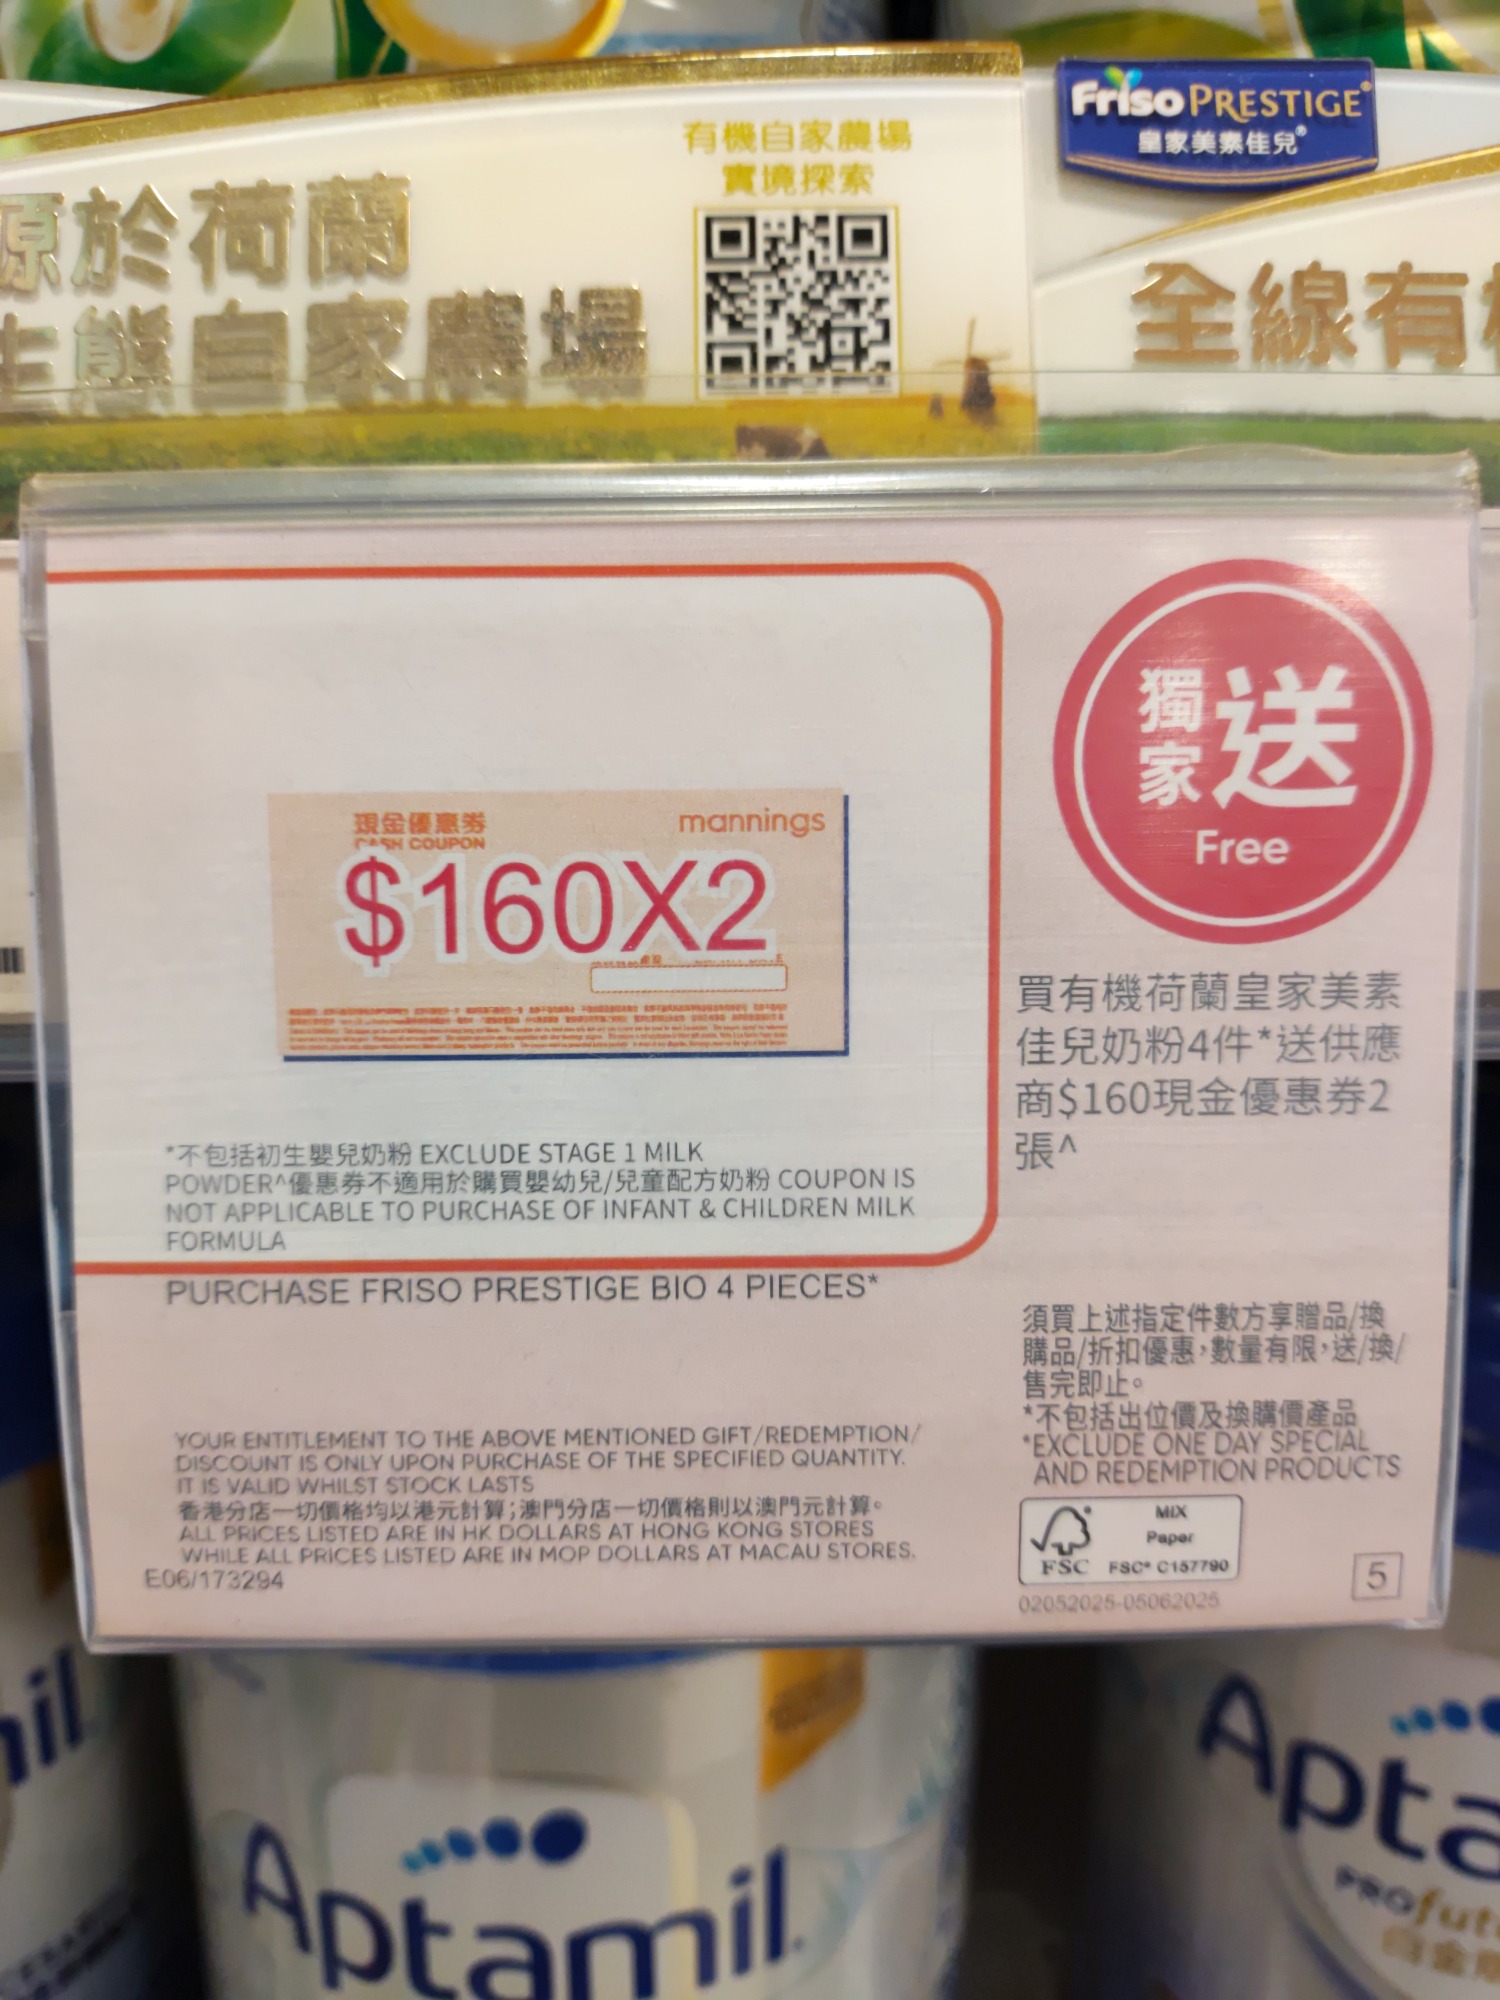 Friso PRESTIGE®
皇家美素佳兒®
有機自家農場
實境探索
源於荷蘭
自家農場
全線有機
獨家送
Free
現金優惠券
mannings
CASH COUPON
$160X2
買有機荷蘭皇家美素
佳兒奶粉4件*送供應
商$160現金優惠券2
張^
*不包括初生嬰兒奶粉 EXCLUDE STAGE 1 MILK
POWDER^優惠券不適用於購買嬰幼兒/兒童配方奶粉 COUPON IS
NOT APPLICABLE TO PURCHASE OF INFANT & CHILDREN MILK
FORMULA
PURCHASE FRISO PRESTIGE BIO 4 PIECES*
須買上述指定件數方享贈品/換
購品/折扣優惠，數量有限，送/換/
售完即止。
*不包括出位價及換購價產品
*EXCLUDE ONE DAY SPECIAL
AND REDEMPTION PRODUCTS
YOUR ENTITLEMENT TO THE ABOVE MENTIONED GIFT/REDEMPTION/
DISCOUNT IS ONLY UPON PURCHASE OF THE SPECIFIED QUANTITY.
IT IS VALID WHILST STOCK LASTS
香港分店一切價格均以港元計算；澳門分店一切價格則以澳門元計算。
ALL PRICES LISTED ARE IN HK DOLLARS AT HONG KONG STORES
WHILE ALL PRICES LISTED ARE IN MOP DOLLARS AT MACAU STORES.
E06/173294
FSC
MIX
Paper
FSC® C157790
02052025-05062025
5
Aptamil
Apta
PROfutu